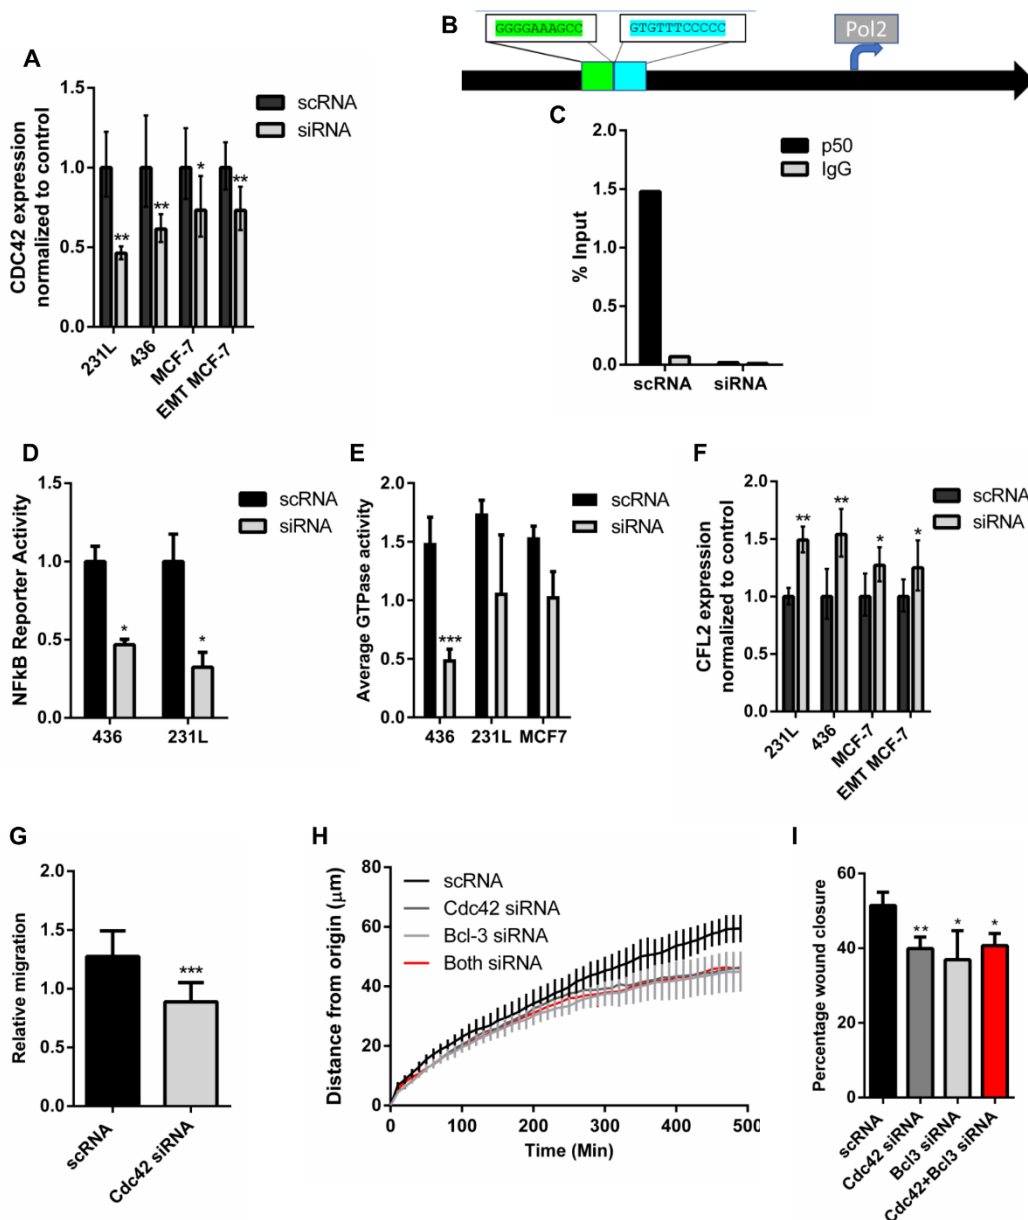 A
CDC42 expression
normalized to control
1.5
1.0
0.5
0.0
scRNA
siRNA
** ** * **
231L 436 MCF-7 EMT MCF-7
B
GGGGAAAGCC GTGTTTCCCCC
Pol2
C
% Input
2.0
1.5
1.0
0.5
0.0
p50
IgG
scRNA siRNA
D
NFkB Reporter Activity
1.5
1.0
0.5
0.0
scRNA
siRNA
* *
436 231L
E
Average GTPase activity
2.0
1.5
1.0
0.5
0.0
scRNA
siRNA
***
436 231L MCF7
F
CFL2 expression
normalized to control
2.0
1.5
1.0
0.5
0.0
scRNA
siRNA
** ** * *
231L 436 MCF-7 EMT MCF-7
G
Relative migration
2.0
1.5
1.0
0.5
0.0
***
scRNA Cdc42 siRNA
H
Distance from origin (μm)
80
60
40
20
0
scRNA
Cdc42 siRNA
Bcl-3 siRNA
Both siRNA
0 100 200 300 400 500
Time (Min)
I
Percentage wound closure
60
40
20
0
** * *
scRNA Cdc42 siRNA Bcl3 siRNA Cdc42+Bcl3 siRNA